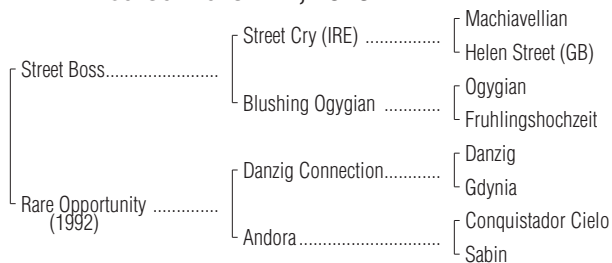 Machiavellian
Street Cry (IRE) ...............
Helen Street (GB)
Street Boss.......................
Ogygian
Blushing Ogygian ...........
Fruhlingshochzeit
Danzig
Danzig Connection...........
Gdynia
Rare Opportunity .............
(1992)
Conquistador Cielo
Andora.............................
Sabin